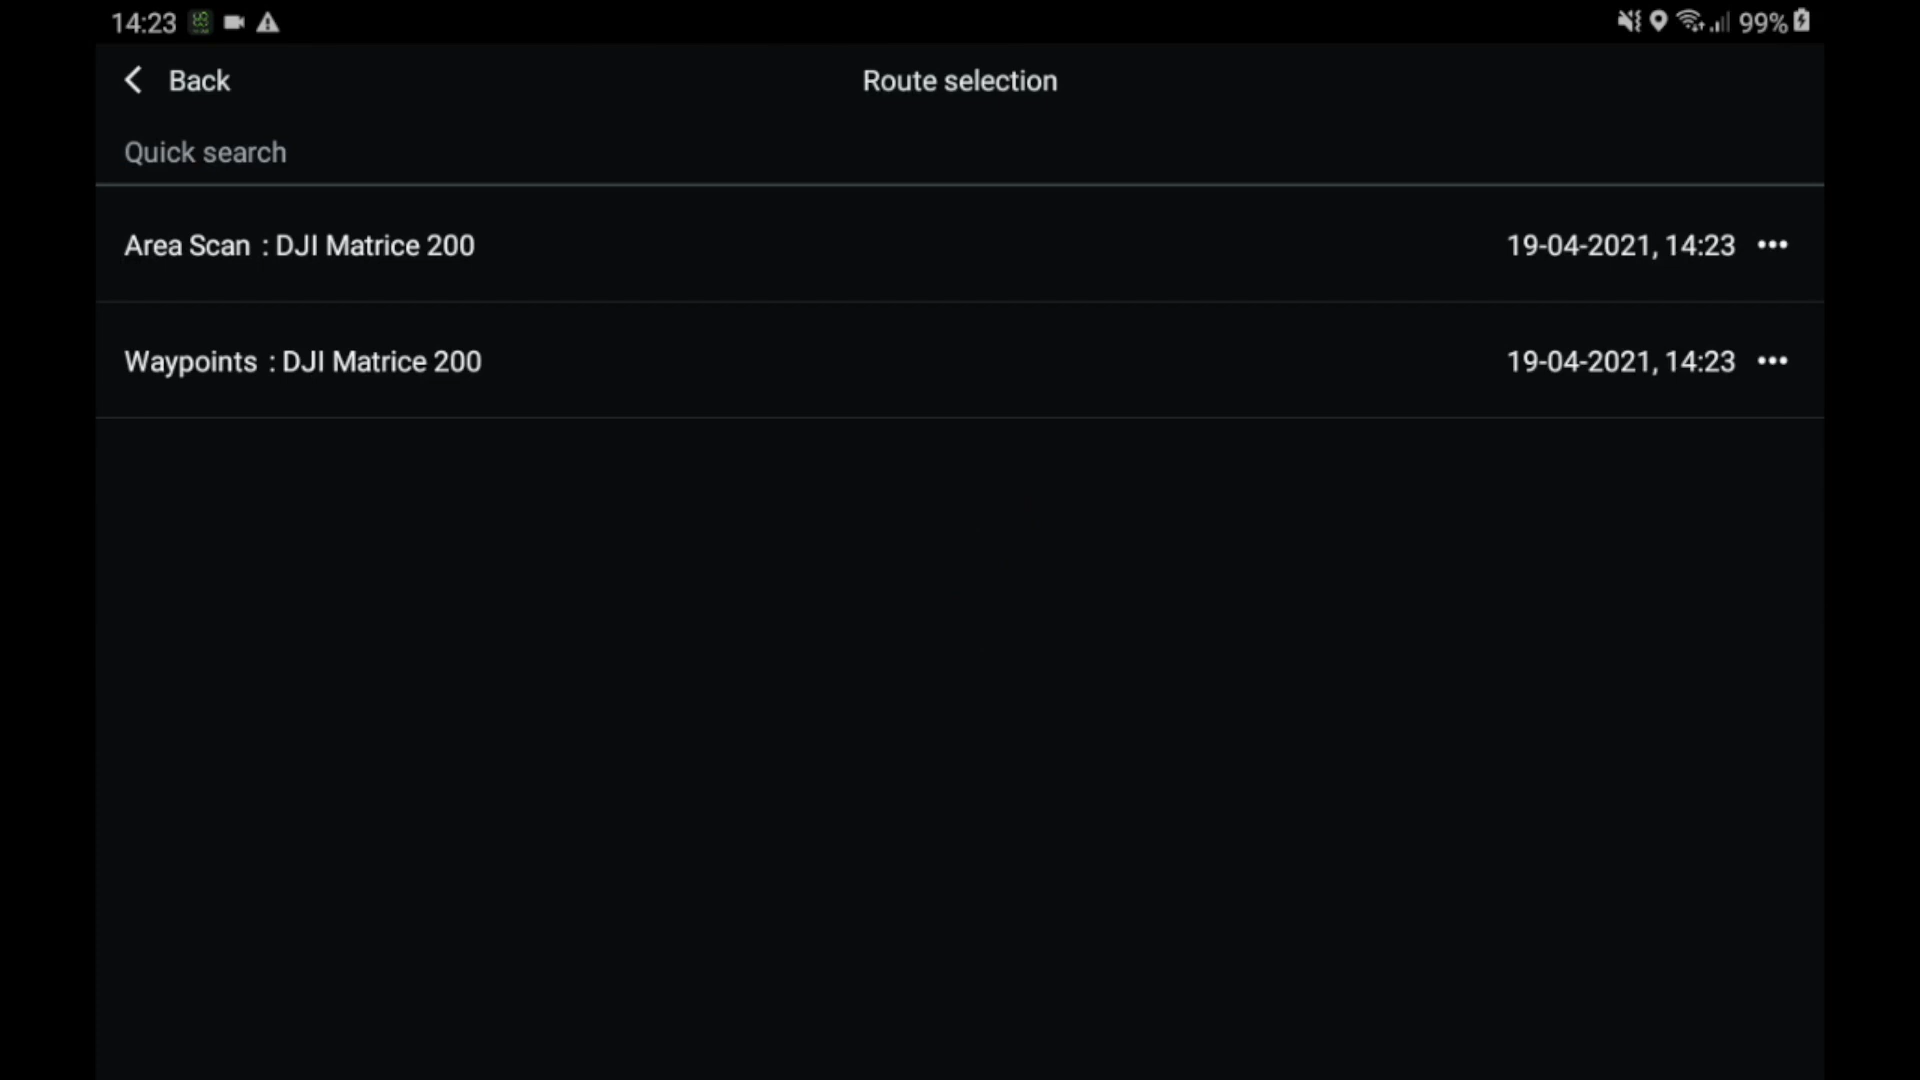 14:23 99%
Back Route selection
Quick search
Area Scan : DJI Matrice 200 19-04-2021, 14:23
Waypoints : DJI Matrice 200 19-04-2021, 14:23